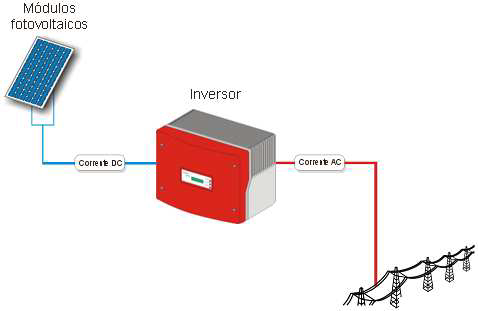 Módulos
fotovoltaicos
Inversor
Corrente DC
Corrente AC